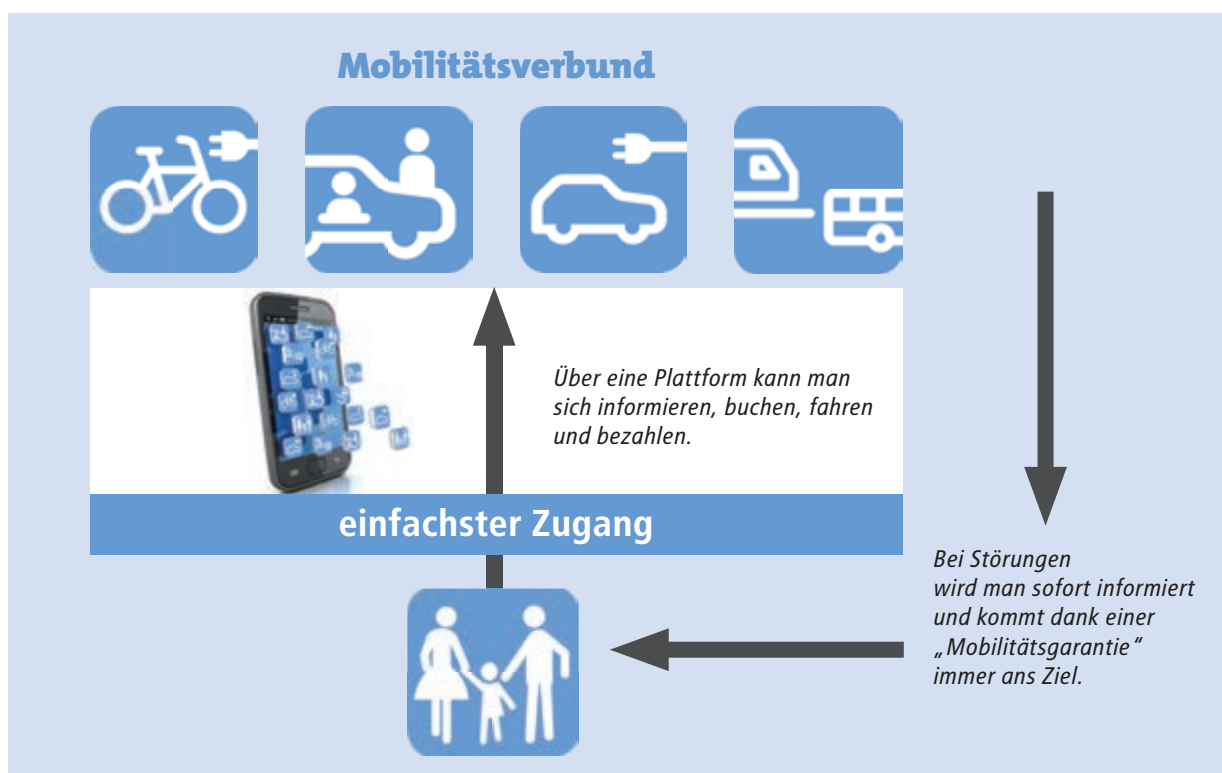 Mobilitätsverbund
Über eine Plattform kann man
sich informieren, buchen, fahren
und bezahlen.
einfachster Zugang
Bei Störungen
wird man sofort informiert
und kommt dank einer
„Mobilitätsgarantie“
immer ans Ziel.